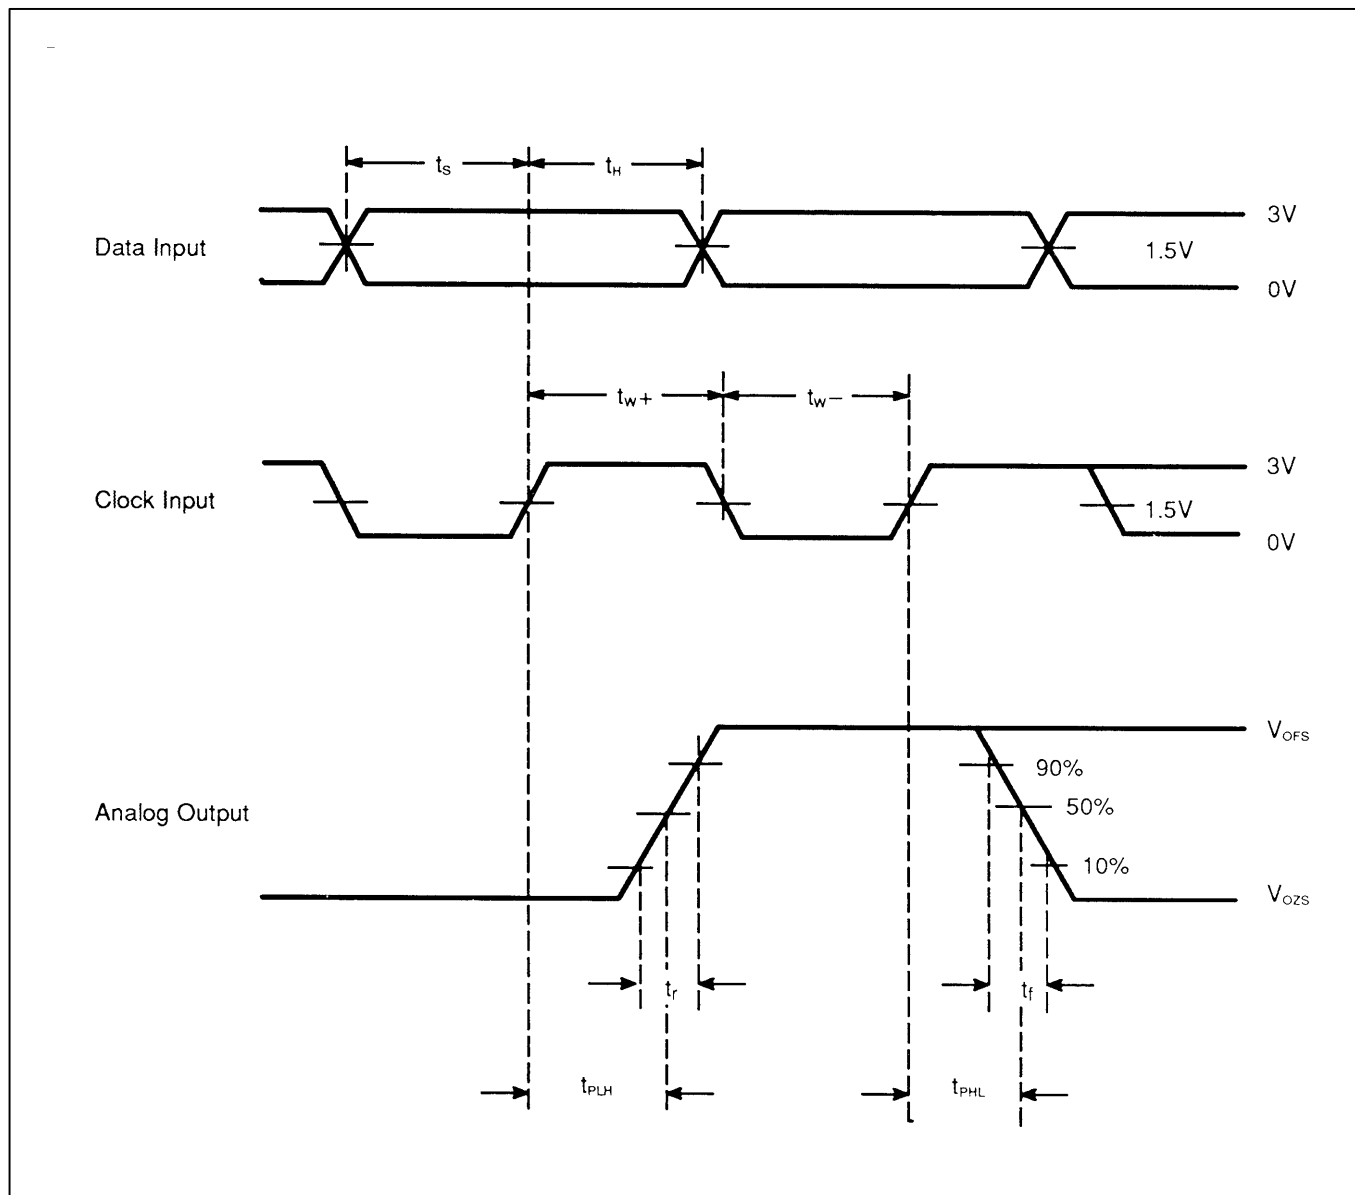 tS tH
3V
Data Input 1.5V
0V
tW+ tW−
3V
Clock Input 1.5V
0V
VOFS
90%
Analog Output 50%
10%
VOZS
tr tf
tPLH tPHL